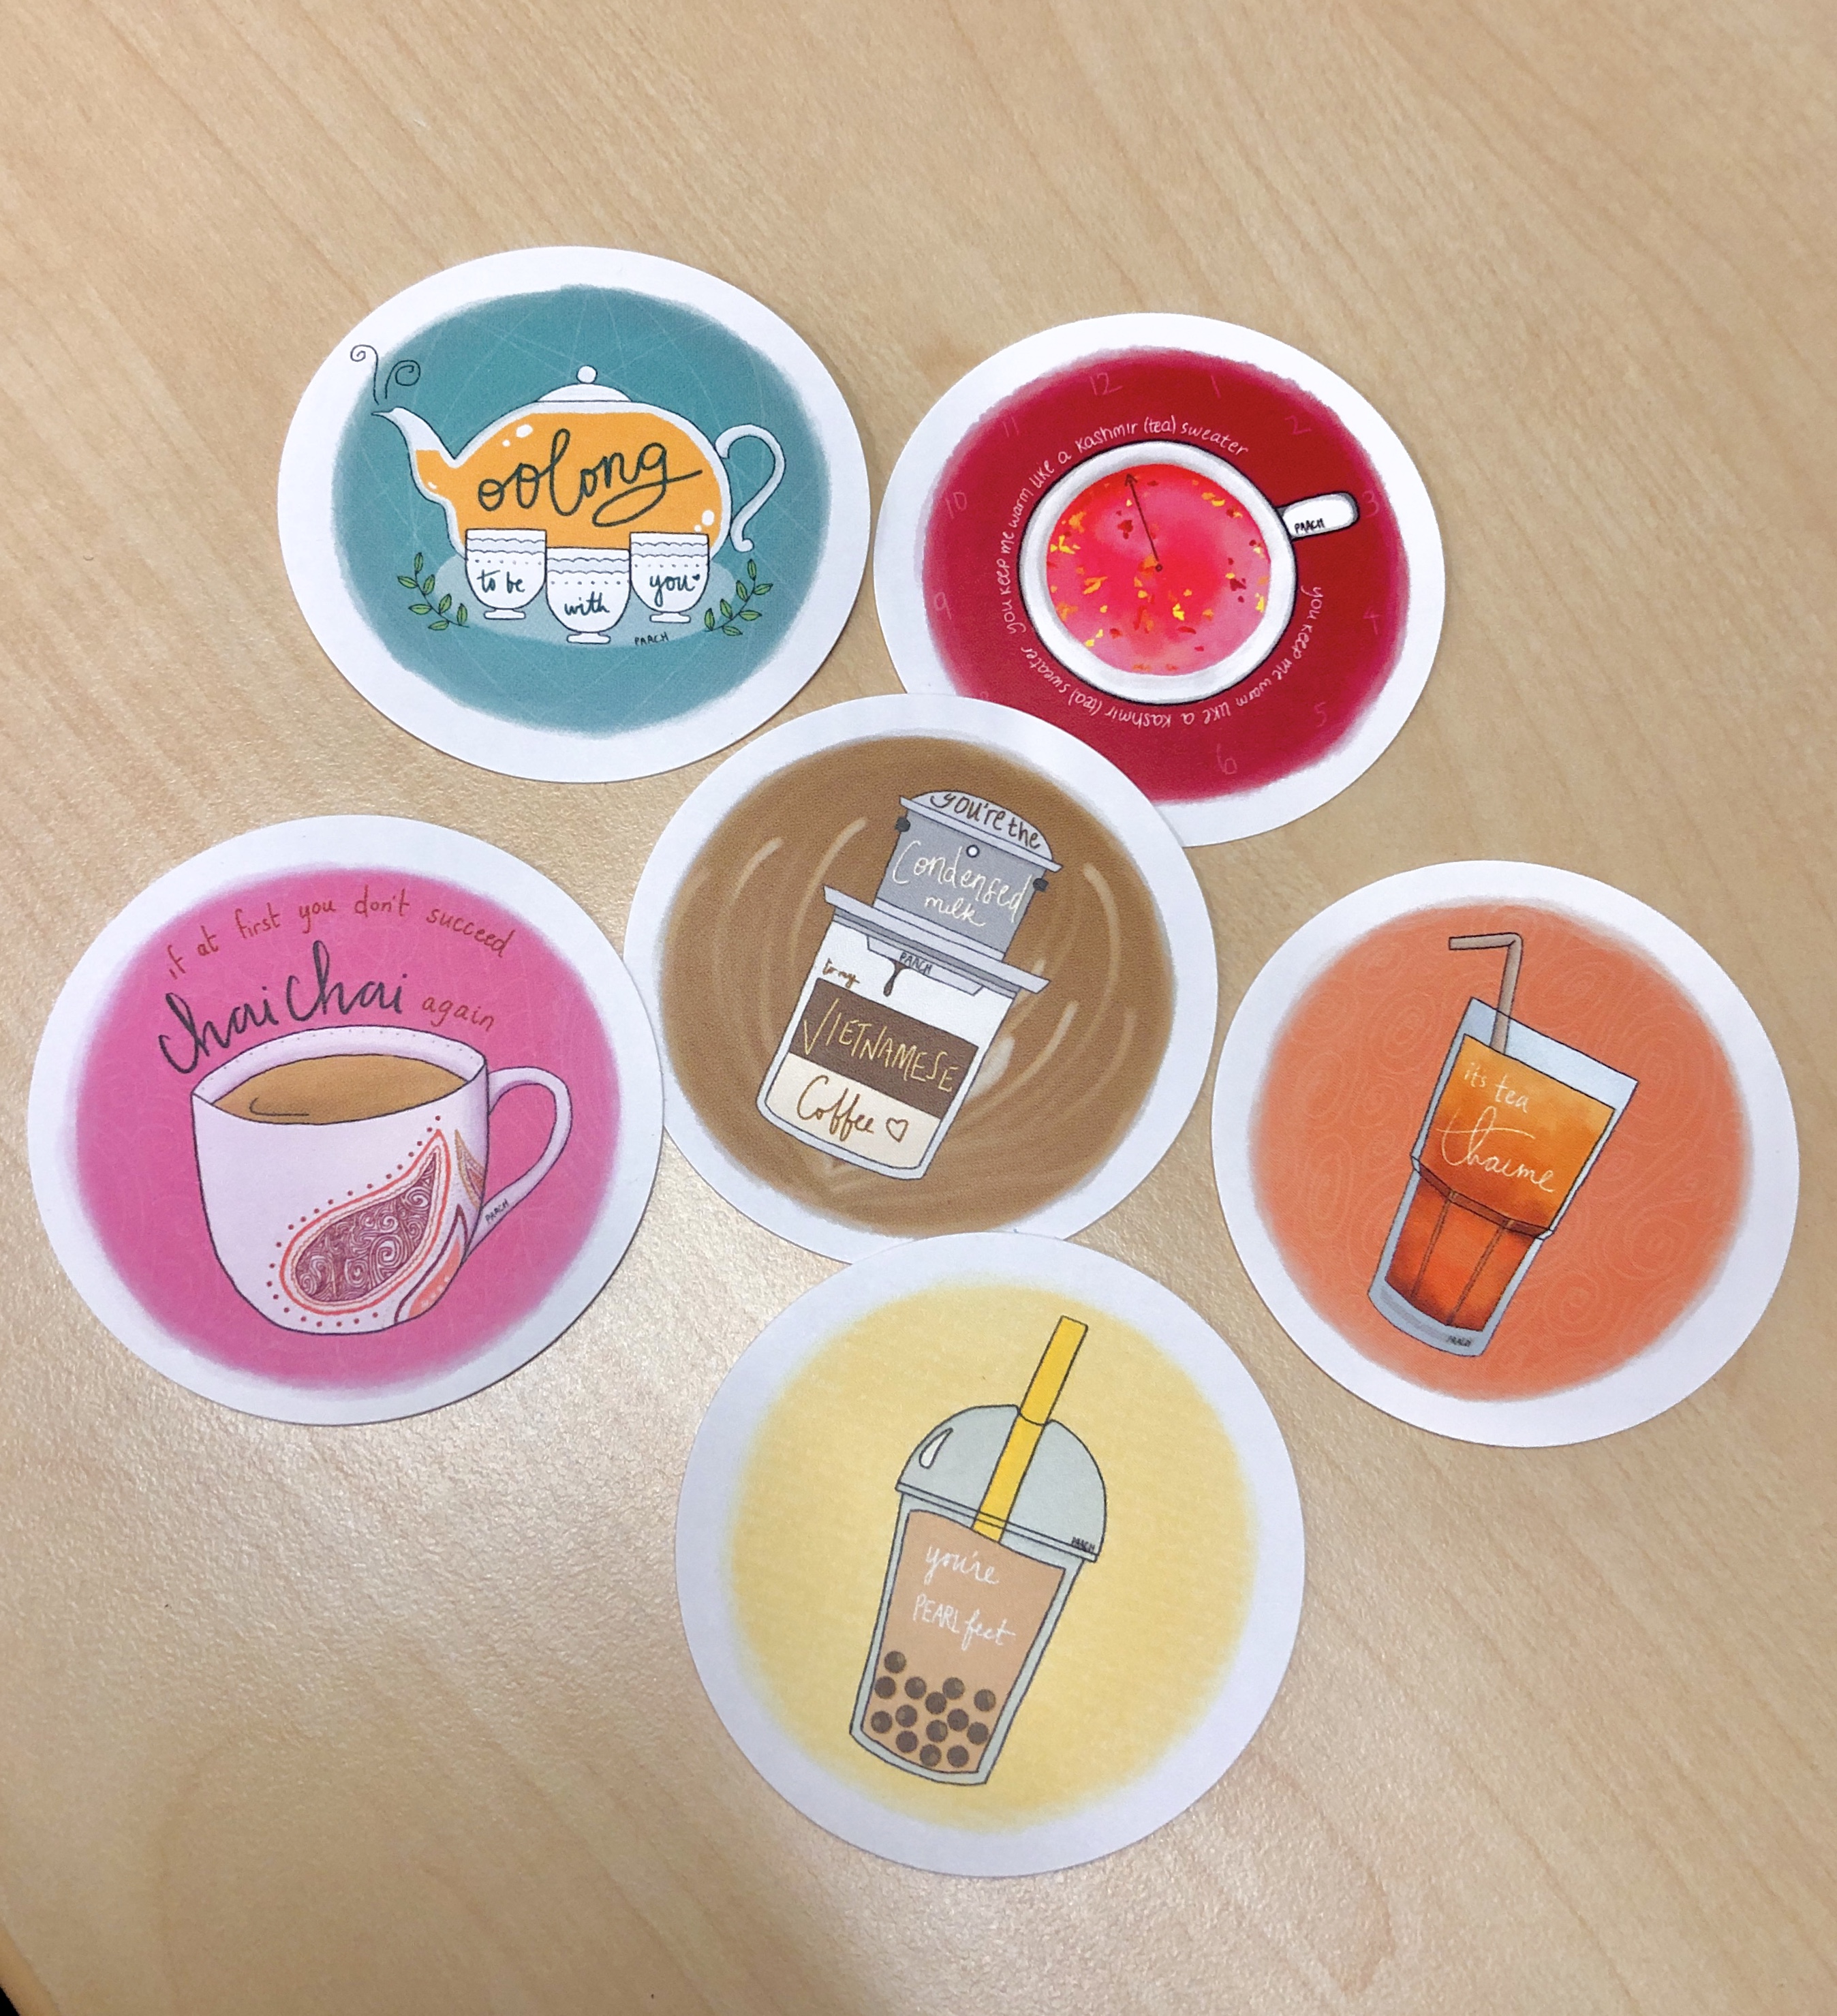 oolong
to be
with
you
PAACH
12
1
2
3
4
5
6
9
10
11
you keep me warm like a kashmir (tea) sweater
you keep me warm like a kashmir (tea) sweater
PAACH
if at first you don't succeed
chai chai again
PAACH
you're the
Condensed
milk
PAACH
to my
VIETNAMESE
Coffee
it's tea
thaime
PAACH
PAACH
you're
PEARLfect